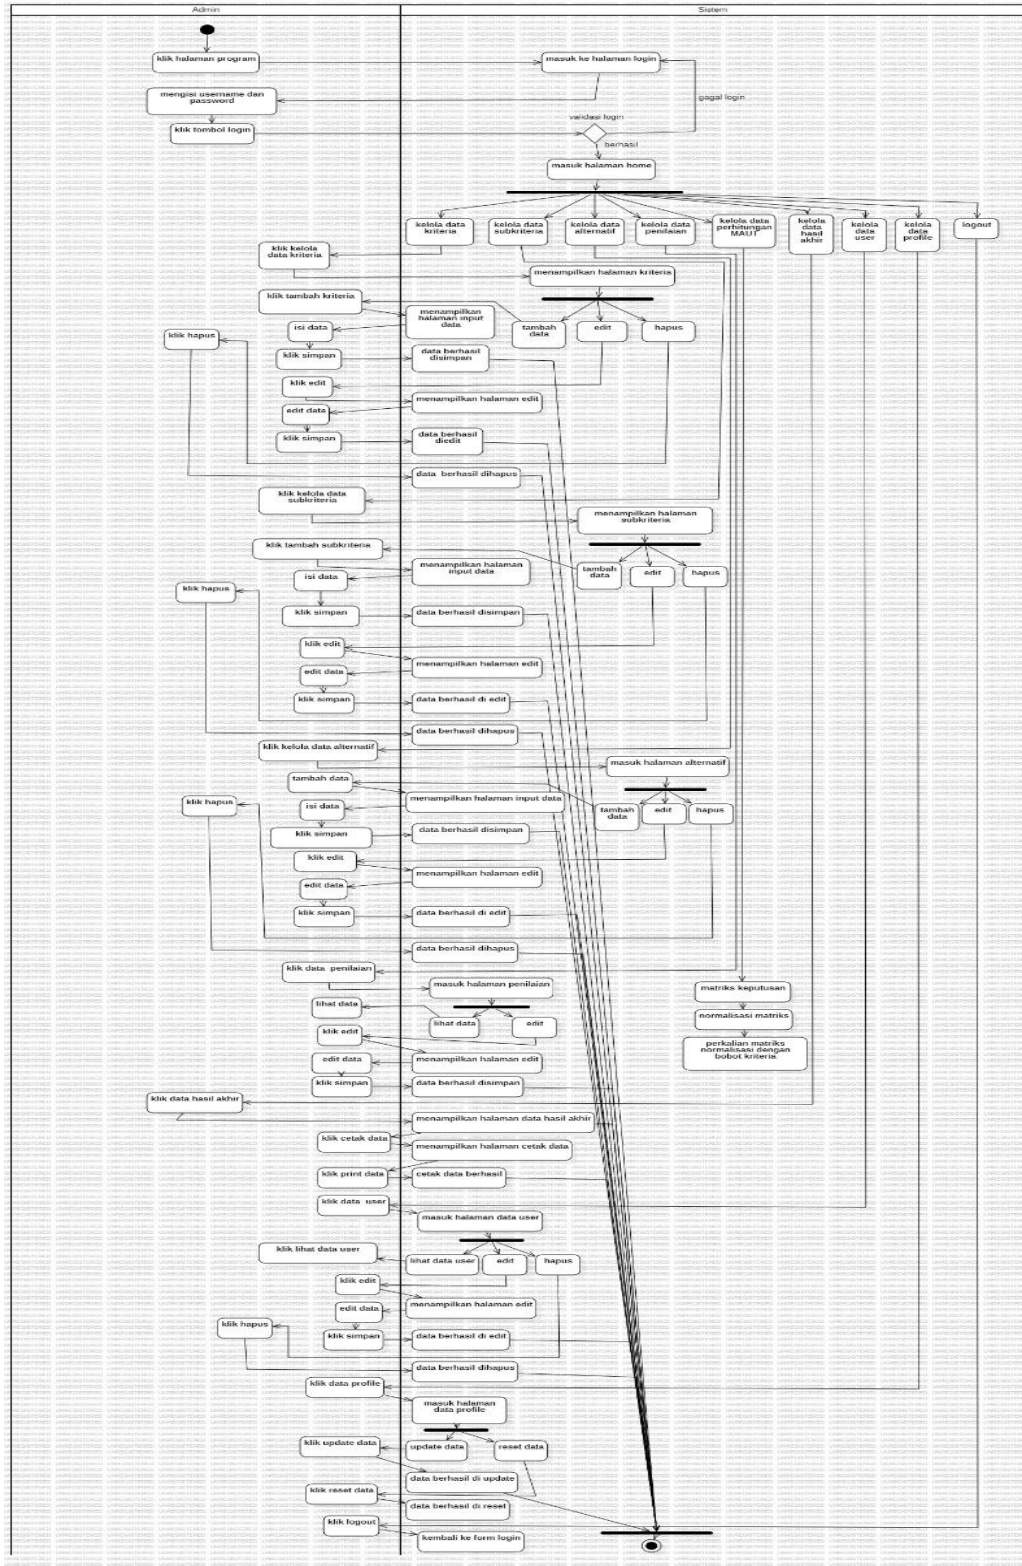 Admin
Sistem
klik halaman program
masuk ke halaman login
mengisi username dan
password
gagal login
validasi login
klik tombol login
berhasil
masuk halaman home
kelola data
kriteria
kelola data
subkriteria
kelola data
alternatif
kelola data
penilaian
kelola data
perhitungan
MAUT
kelola
data
hasil
akhir
kelola
data
user
kelola
data
profile
logout
klik kelola
data kriteria
menampilkan halaman kriteria
klik tambah kriteria
menampilkan
halaman input
data
tambah
data
edit
hapus
isi data
klik hapus
klik simpan
data berhasil
disimpan
klik edit
menampilkan halaman edit
edit data
klik simpan
data berhasil
diedit
data berhasil dihapus
klik kelola data
subkriteria
menampilkan halaman
subkriteria
klik tambah subkriteria
menampilkan halaman
input data
tambah
data
edit
hapus
isi data
klik hapus
klik simpan
data berhasil disimpan
klik edit
menampilkan halaman edit
edit data
klik simpan
data berhasil di edit
data berhasil dihapus
klik kelola data alternatif
masuk halaman alternatif
tambah data
menampilkan halaman input data
tambah
data
edit
hapus
klik hapus
isi data
klik simpan
data berhasil disimpan
klik edit
menampilkan halaman edit
edit data
klik simpan
data berhasil di edit
data berhasil dihapus
klik data penilaian
masuk halaman penilaian
matriks keputusan
lihat data
lihat data
edit
normalisasi matriks
klik edit
perkalian matriks
normalisasi dengan
bobot kriteria
edit data
menampilkan halaman edit
klik simpan
data berhasil disimpan
klik data hasil akhir
menampilkan halaman data hasil akhir
klik cetak data
menampilkan halaman cetak data
klik print data
cetak data berhasil
klik data user
masuk halaman data user
klik lihat data user
lihat data user
edit
hapus
klik edit
menampilkan halaman edit
edit data
klik hapus
klik simpan
data berhasil di edit
data berhasil dihapus
klik data profile
masuk halaman
data profile
klik update data
update data
reset data
data berhasil di update
klik reset data
data berhasil di reset
klik logout
kembali ke form login